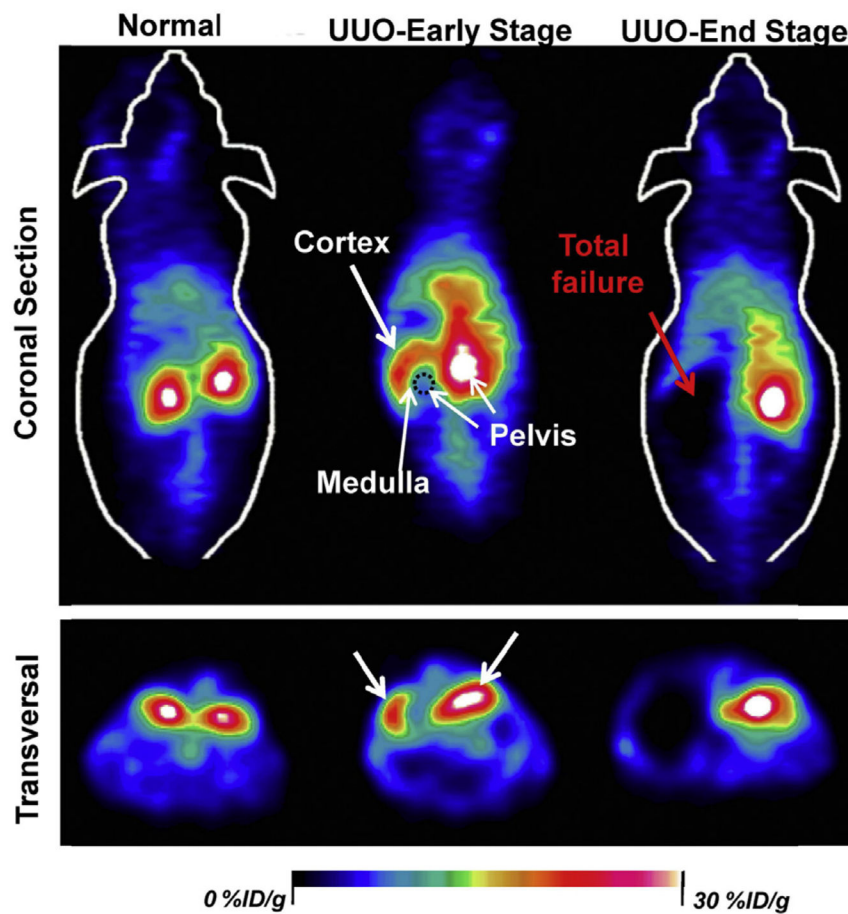 Normal
UUO-Early Stage
UUO-End Stage
Coronal Section
Cortex
Total
failure
Pelvis
Medulla
Transversal
0 %ID/g
30 %ID/g